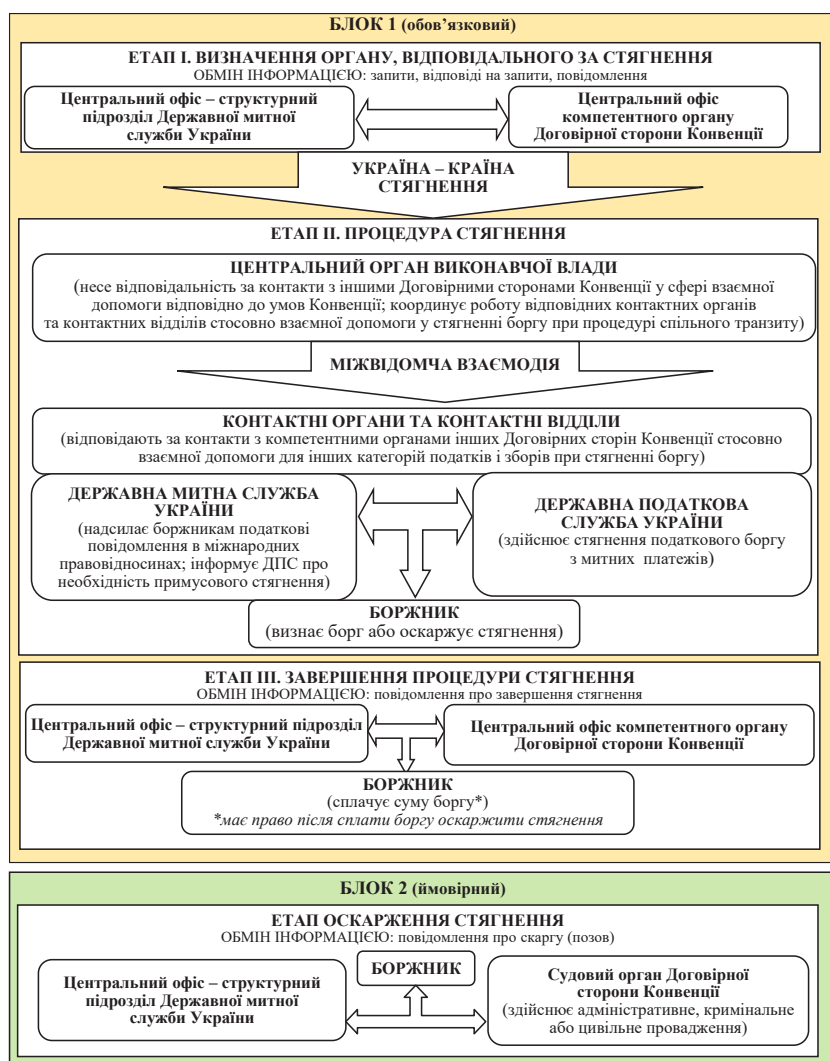 БЛОК 1 (обов’язковий)
ЕТАП І. ВИЗНАЧЕННЯ ОРГАНУ, ВІДПОВІДАЛЬНОГО ЗА СТЯГНЕННЯ
ОБМІН ІНФОРМАЦІЄЮ: запити, відповіді на запити, повідомлення
Центральний офіс – структурний
підрозділ Державної митної
служби України
Центральний офіс
компетентного органу
Договірної сторони Конвенції
УКРАЇНА – КРАЇНА
СТЯГНЕННЯ
ЕТАП ІІ. ПРОЦЕДУРА СТЯГНЕННЯ
ЦЕНТРАЛЬНИЙ ОРГАН ВИКОНАВЧОЇ ВЛАДИ
(несе відповідальність за контакти з іншими Договірними сторонами Конвенції у сфері взаємної
допомоги відповідно до умов Конвенції; координує роботу відповідних контактних органів
та контактних відділів стосовно взаємної допомоги у стягненні боргу при процедурі спільного транзиту)
МІЖВІДОМЧА ВЗАЄМОДІЯ
КОНТАКТНІ ОРГАНИ ТА КОНТАКТНІ ВІДДІЛИ
(відповідають за контакти з компетентними органами інших Договірних сторін Конвенції стосовно
взаємної допомоги для інших категорій податків і зборів при стягненні боргу)
ДЕРЖАВНА МИТНА СЛУЖБА
УКРАЇНИ
(надсилає боржникам податкові
повідомлення в міжнародних
правовідносинах; інформує ДПС про
необхідність примусового стягнення)
ДЕРЖАВНА ПОДАТКОВА
СЛУЖБА УКРАЇНИ
(здійснює стягнення податкового боргу
з митних платежів)
БОРЖНИК
(визнає борг або оскаржує стягнення)
ЕТАП ІІІ. ЗАВЕРШЕННЯ ПРОЦЕДУРИ СТЯГНЕННЯ
ОБМІН ІНФОРМАЦІЄЮ: повідомлення про завершення стягнення
Центральний офіс – структурний підрозділ
Державної митної служби України
Центральний офіс компетентного органу
Договірної сторони Конвенції
БОРЖНИК
(сплачує суму боргу*)
*має право після сплати боргу оскаржити стягнення
БЛОК 2 (ймовірний)
ЕТАП ОСКАРЖЕННЯ СТЯГНЕННЯ
ОБМІН ІНФОРМАЦІЄЮ: повідомлення про скаргу (позов)
Центральний офіс – структурний
підрозділ Державної митної
служби України
БОРЖНИК
Судовий орган Договірної
сторони Конвенції
(здійснює адміністративне, кримінальне
або цивільне провадження)